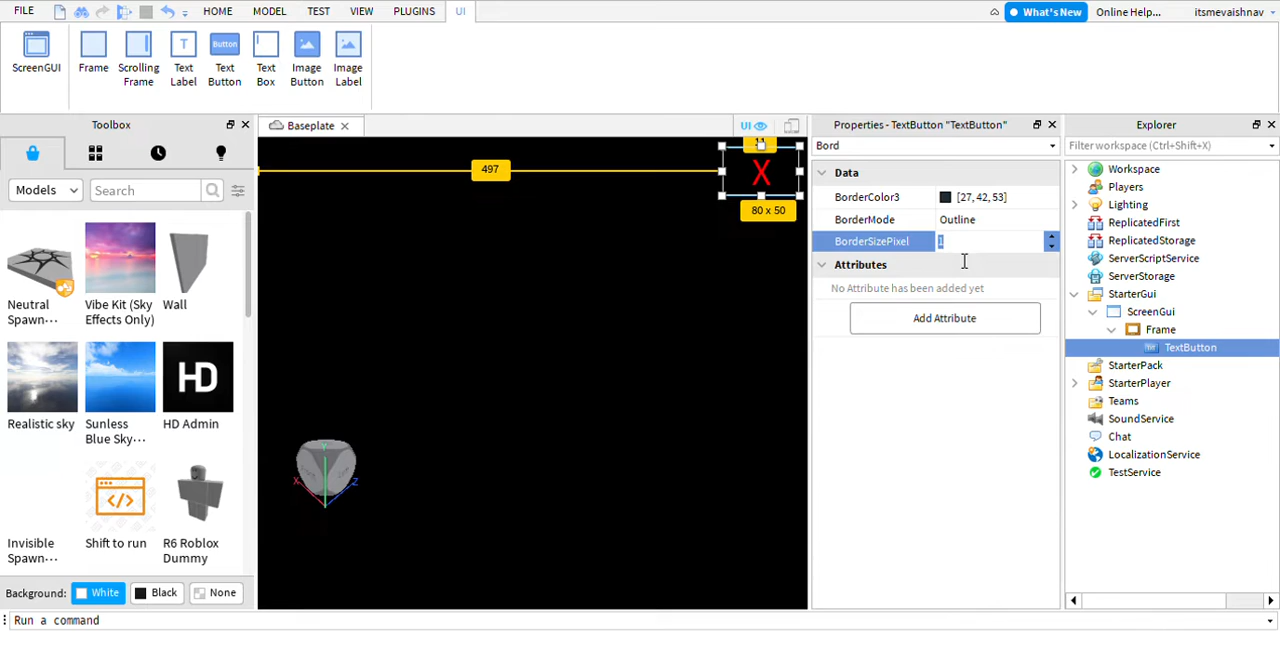 FILE HOME MODEL TEST VIEW PLUGINS UI What's New Online Help... itsmevaishnav
ScreenGUI Frame Scrolling Frame Text Label Button Text Button Text Box Image Button Image Label
Toolbox
Models Search
Neutral Spawn···
Vibe Kit (Sky Effects Only)
Wall
Realistic sky
Sunless Blue Sky···
HD
HD Admin
Invisible Spawn···
Shift to run
R6 Roblox Dummy
Background: White Black None
Baseplate UI
497
11
X
80 x 50
X Y Z
Properties - TextButton "TextButton"
Bord
Data
BorderColor3 [27, 42, 53]
BorderMode Outline
BorderSizePixel 1
Attributes
No Attribute has been added yet
Add Attribute
Explorer
Filter workspace (Ctrl+Shift+X)
Workspace
Players
Lighting
ReplicatedFirst
ReplicatedStorage
ServerScriptService
ServerStorage
StarterGui
ScreenGui
Frame
TextButton
StarterPack
StarterPlayer
Teams
SoundService
Chat
LocalizationService
TestService
Run a command